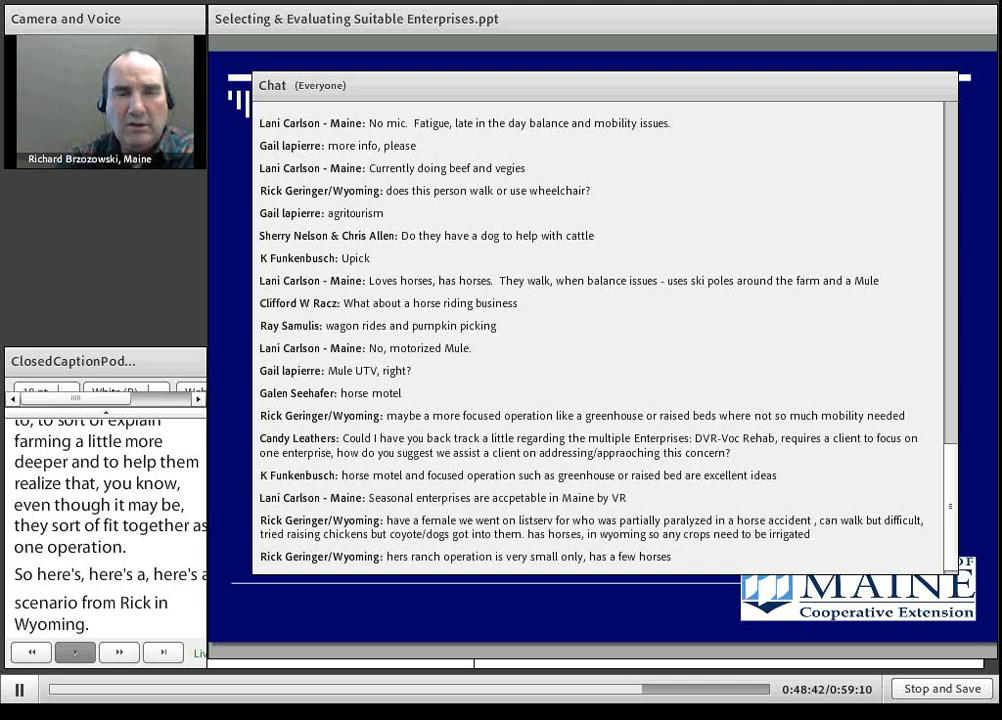 Camera and Voice
Richard Brzozowski, Maine
Selecting & Evaluating Suitable Enterprises.ppt
Chat (Everyone)
Lani Carlson - Maine: No mic. Fatigue, late in the day balance and mobility issues.
Gail lapierre: more info, please
Lani Carlson - Maine: Currently doing beef and vegies
Rick Geringer/Wyoming: does this person walk or use wheelchair?
Gail lapierre: agritourism
Sherry Nelson & Chris Allen: Do they have a dog to help with cattle
K Funkenbusch: Upick
Lani Carlson - Maine: Loves horses, has horses. They walk, when balance issues - uses ski poles around the farm and a Mule
Clifford W Racz: What about a horse riding business
Ray Samulis: wagon rides and pumpkin picking
Lani Carlson - Maine: No, motorized Mule.
Gail lapierre: Mule UTV, right?
Galen Seehafer: horse motel
Rick Geringer/Wyoming: maybe a more focused operation like a greenhouse or raised beds where not so much mobility needed
Candy Leathers: Could I have you back track a little regarding the multiple Enterprises: DVR-Voc Rehab, requires a client to focus on
one enterprise, how do you suggest we assist a client on addressing/appraoching this concern?
K Funkenbusch: horse motel and focused operation such as greenhouse or raised bed are excellent ideas
Lani Carlson - Maine: Seasonal enterprises are accpetable in Maine by VR
Rick Geringer/Wyoming: have a female we went on listserv for who was partially paralyzed in a horse accident , can walk but difficult,
tried raising chickens but coyote/dogs got into them. has horses, in wyoming so any crops need to be irrigated
Rick Geringer/Wyoming: hers ranch operation is very small only, has a few horses
OF
MAINE
Cooperative Extension
ClosedCaptionPod...
to, to sort of explain
farming a little more
deeper and to help them
realize that, you know,
even though it may be,
they sort of fit together as
one operation.
So here's, here's a, here's a
scenario from Rick in
Wyoming.
0:48:42/0:59:10
Stop and Save